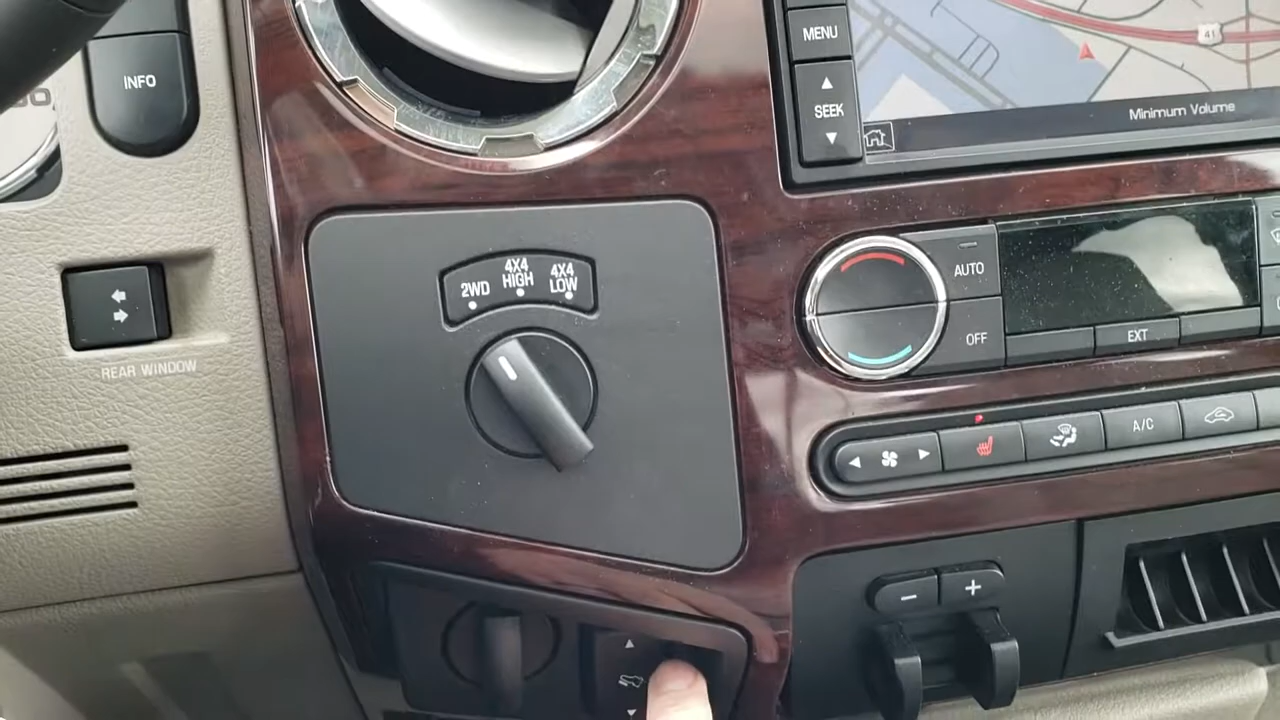 INFO
REAR WINDOW
2WD
4X4
HIGH
4X4
LOW
MENU
SEEK
41
Minimum Volume
AUTO
OFF
EXT
A/C